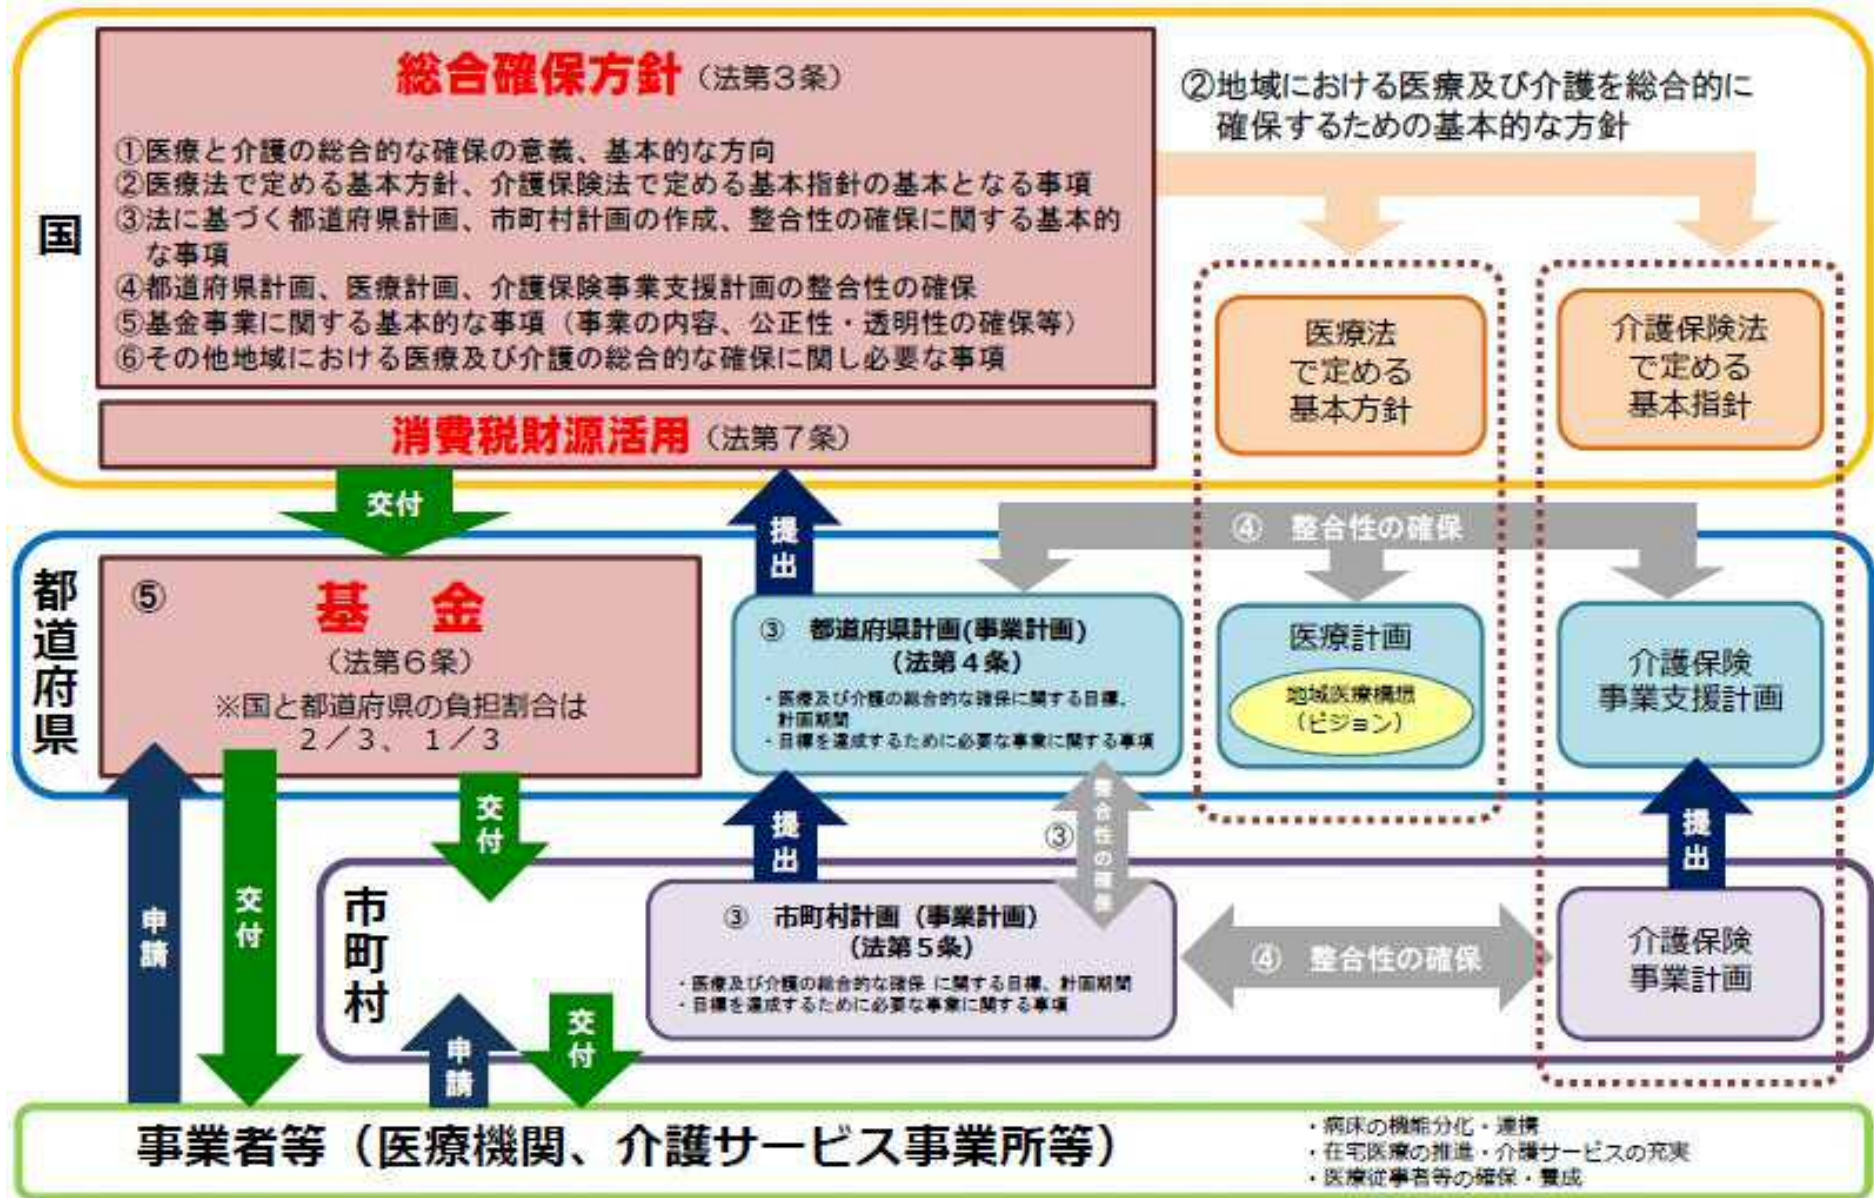 国
総合確保方針（法第３条）
①医療と介護の総合的な確保の意義、基本的な方向
②医療法で定める基本方針、介護保険法で定める基本指針の基本となる事項
③法に基づく都道府県計画、市町村計画の作成、整合性の確保に関する基本的
な事項
④都道府県計画、医療計画、介護保険事業支援計画の整合性の確保
⑤基金事業に関する基本的な事項（事業の内容、公正性・透明性の確保等）
⑥その他地域における医療及び介護の総合的な確保に関し必要な事項
消費税財源活用（法第７条）
②地域における医療及び介護を総合的に
確保するための基本的な方針
医療法
で定める
基本方針
介護保険法
で定める
基本指針
交付
提出
④ 整合性の確保
都道府県
⑤ 基 金
（法第６条）
※国と都道府県の負担割合は
２／３、１／３
③ 都道府県計画(事業計画)
（法第４条）
・医療及び介護の総合的な確保に関する目標、
計画期間
・目標を達成するために必要な事業に関する事項
医療計画
地域医療構想
（ビジョン）
介護保険
事業支援計画
申請
交付
交付
提出
③ 整合性の確保
提出
市町村
③ 市町村計画（事業計画）
（法第５条）
・医療及び介護の総合的な確保 に関する目標、計画期間
・目標を達成するために必要な事業に関する事項
④ 整合性の確保
介護保険
事業計画
申請
交付
事業者等（医療機関、介護サービス事業所等）
・病床の機能分化・連携
・在宅医療の推進・介護サービスの充実
・医療従事者等の確保・養成